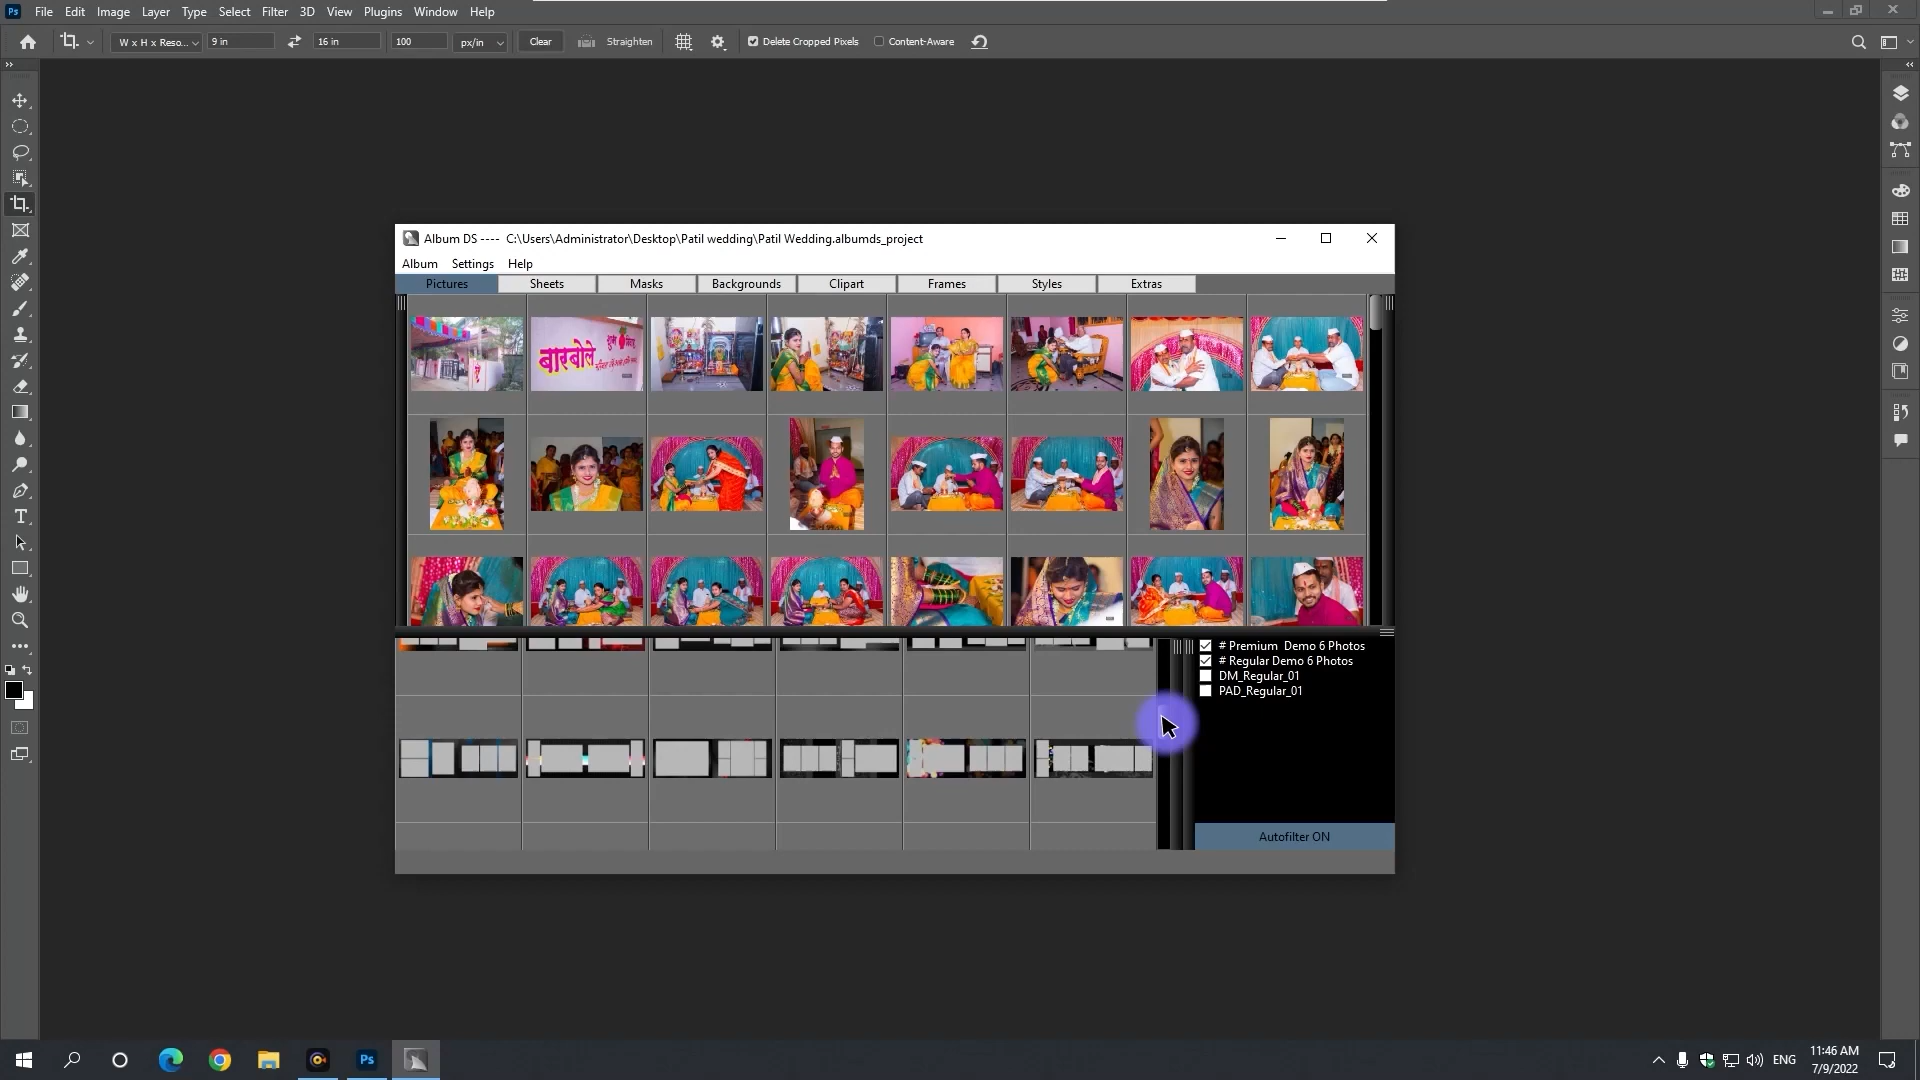 Ps File Edit Image Layer Type Select Filter 3D View Plugins Window Help
W x H x Reso... 9 in 16 in 100 px/in Clear Straighten Delete Cropped Pixels Content-Aware
Album DS ---- C:\Users\Administrator\Desktop\Patil wedding\Patil Wedding.albumds_project
Album Settings Help
Pictures Sheets Masks Backgrounds Clipart Frames Styles Extras
बारबोले
# Premium Demo 6 Photos
# Regular Demo 6 Photos
DM_Regular_01
PAD_Regular_01
Autofilter ON
Ps ENG 11:46 AM
7/9/2022